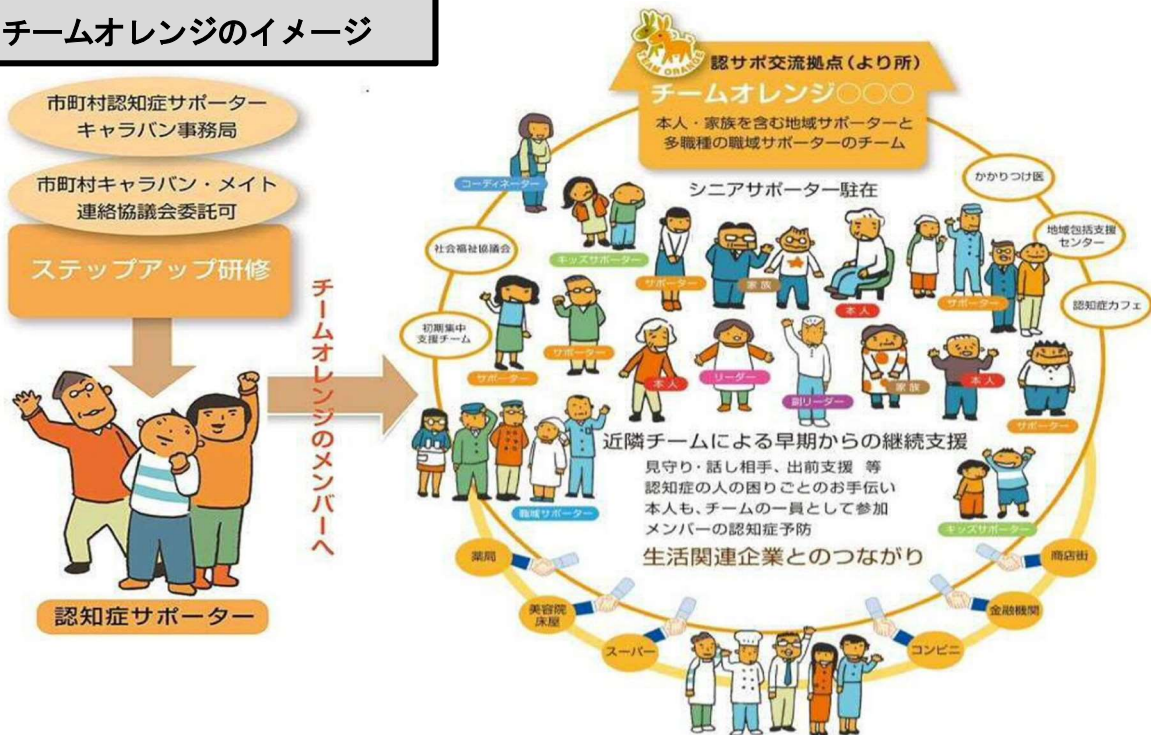 チームオレンジのイメージ
市町村認知症サポーター
キャラバン事務局
市町村キャラバン・メイト
連絡協議会委託可
ステップアップ研修
認知症サポーター
チームオレンジのメンバーへ
TEAM ORANGE
認サポ交流拠点(より所)
チームオレンジ○○○
本人・家族を含む地域サポーターと
多職種の職域サポーターのチーム
シニアサポーター駐在
コーディネーター
キッズサポーター
サポーター
家族
本人
サポーター
かかりつけ医
地域包括支援
センター
認知症カフェ
社会福祉協議会
初期集中
支援チーム
サポーター
サポーター
本人
リーダー
副リーダー
家族
本人
サポーター
職域サポーター
キッズサポーター
近隣チームによる早期からの継続支援
見守り・話し相手、出前支援 等
認知症の人の困りごとのお手伝い
本人も、チームの一員として参加
メンバーの認知症予防
生活関連企業とのつながり
薬局
美容院
床屋
スーパー
コンビニ
金融機関
商店街